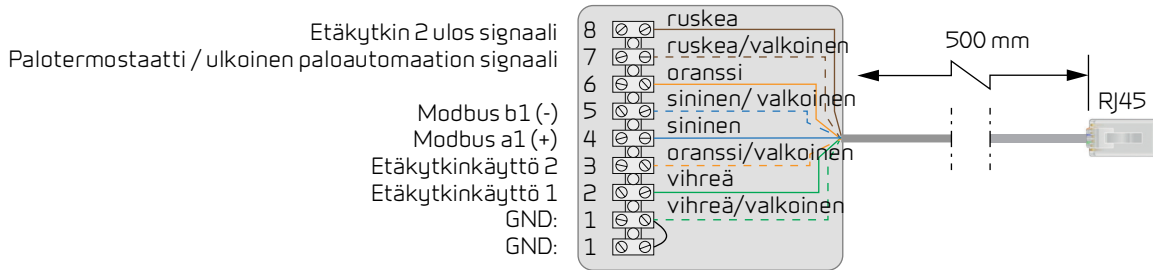 Etäkytkin 2 ulos signaali 8 ruskea
Palotermostaatti / ulkoinen paloautomaation signaali 7 ruskea/valkoinen
6 oranssi
Modbus b1 (-) 5 sininen/ valkoinen
Modbus a1 (+) 4 sininen
Etäkytkinkäyttö 2 3 oranssi/valkoinen
Etäkytkinkäyttö 1 2 vihreä
GND: 1 vihreä/valkoinen
GND: 1
500 mm
RJ45